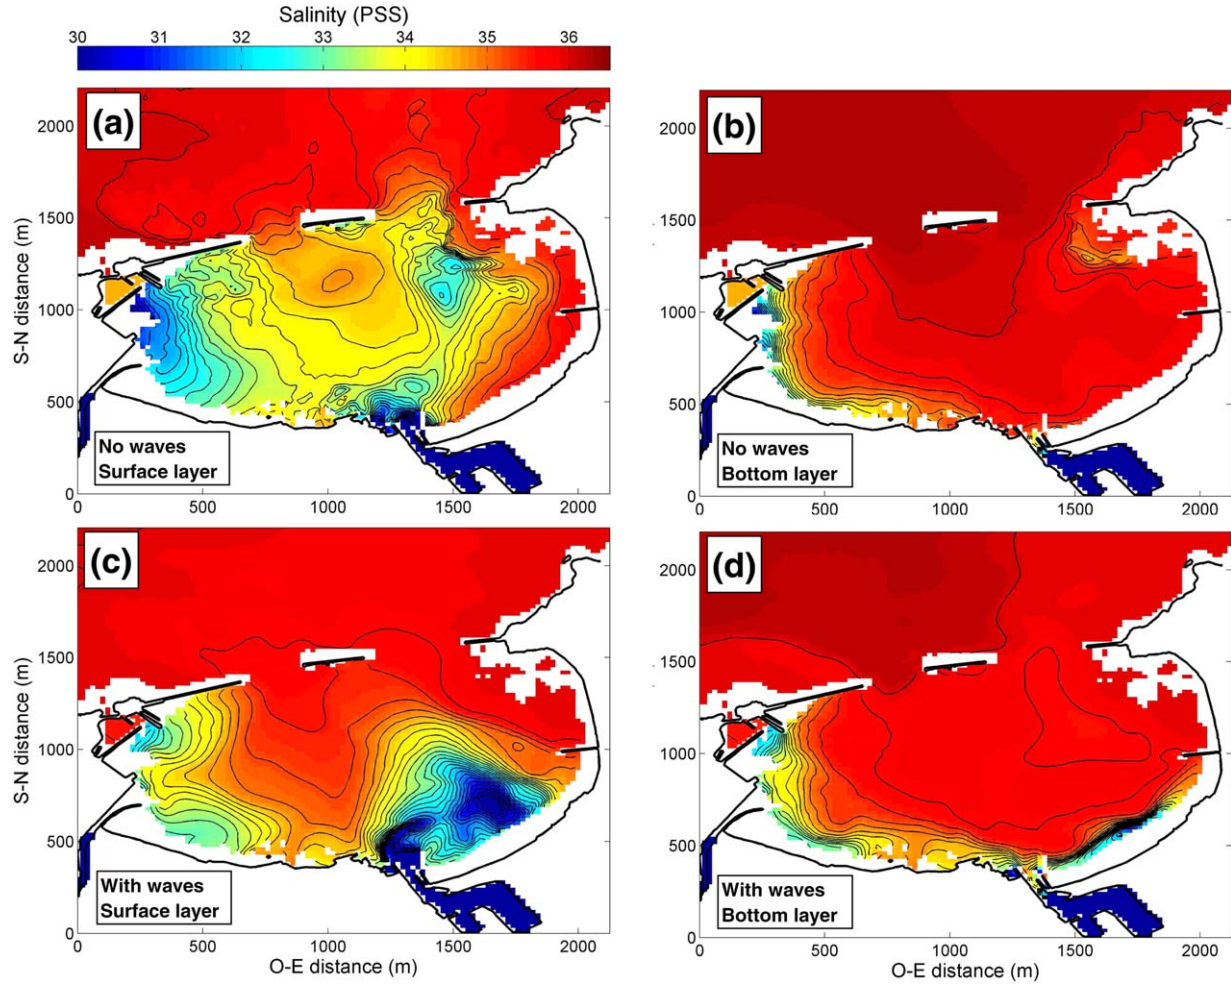 Salinity (PSS)
30 31 32 33 34 35 36
(a)
2000
1500
1000
500
0
S-N distance (m)
No waves
Surface layer
0 500 1000 1500 2000
(b)
2000
1500
1000
500
0
No waves
Bottom layer
0 500 1000 1500 2000
(c)
2000
1500
1000
500
0
S-N distance (m)
With waves
Surface layer
0 500 1000 1500 2000
O-E distance (m)
(d)
2000
1500
1000
500
0
With waves
Bottom layer
0 500 1000 1500 2000
O-E distance (m)